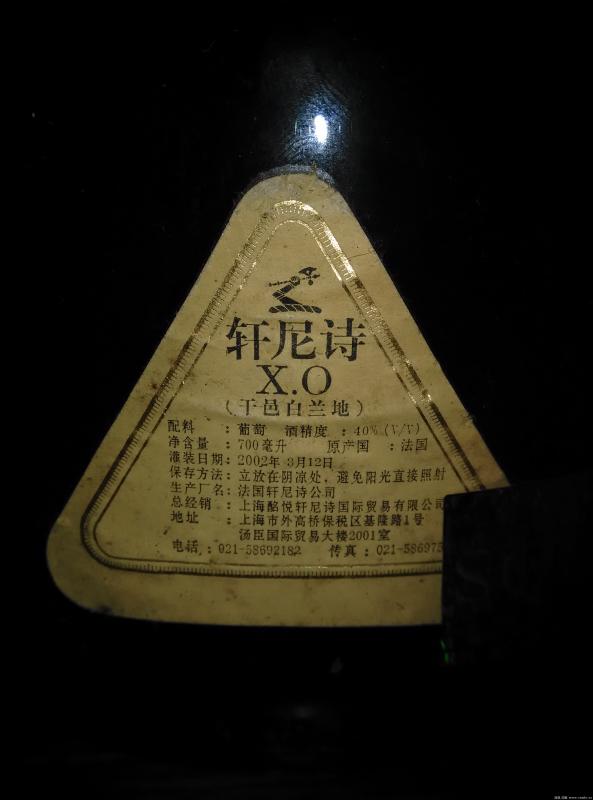 轩尼诗
X.O
(干邑白兰地)
配料 : 葡萄 酒精度 : 40%(V/V)
净含量 : 700毫升 原产国 : 法国
灌装日期: 2002年 3月12日
保存方法: 立放在阴凉处，避免阳光直接照射
生产厂名: 法国轩尼诗公司
总经销 : 上海酩悦轩尼诗国际贸易有限公司
地址 : 上海市外高桥保税区基隆路1号
汤臣国际贸易大楼2001室
电话 : 021-58692182 传真 : 021-586975